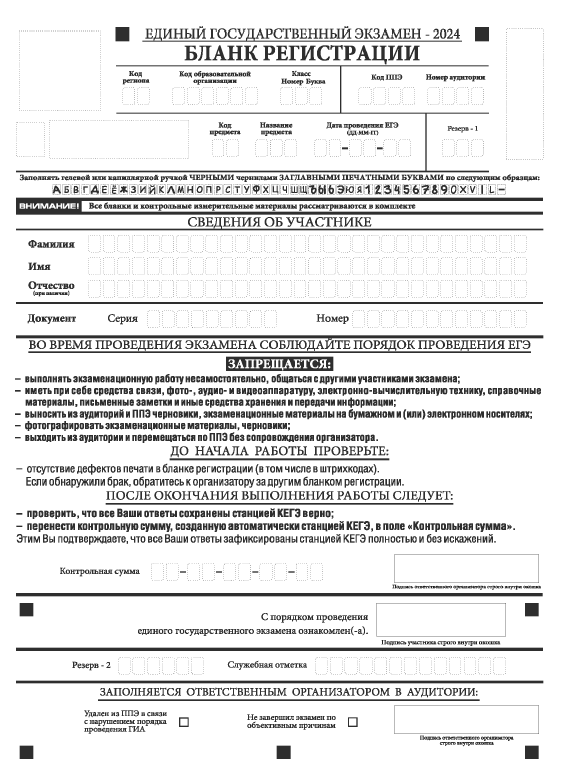 ЕДИНЫЙ ГОСУДАРСТВЕННЫЙ ЭКЗАМЕН - 2024
БЛАНК РЕГИСТРАЦИИ
Код региона
Код образовательной организации
Класс Номер Буква
Код ППЭ
Номер аудитории
Код предмета
Название предмета
Дата проведения ЕГЭ (ДД-ММ-ГГ)
Резерв - 1
Заполнять гелевой или капиллярной ручкой ЧЕРНЫМИ чернилами ЗАГЛАВНЫМИ ПЕЧАТНЫМИ БУКВАМИ по следующим образцам:
АБВГДЕЁЖЗИЙКЛМНОПРСТУФХЦЧШЩЪЫЬЭЮЯ1234567890XVIL–
ВНИМАНИЕ! Все бланки и контрольные измерительные материалы рассматриваются в комплекте
СВЕДЕНИЯ ОБ УЧАСТНИКЕ
Фамилия
Имя
Отчество
(при наличии)
Документ Серия Номер
ВО ВРЕМЯ ПРОВЕДЕНИЯ ЭКЗАМЕНА СОБЛЮДАЙТЕ ПОРЯДОК ПРОВЕДЕНИЯ ЕГЭ
ЗАПРЕЩАЕТСЯ:
– выполнять экзаменационную работу несамостоятельно, общаться с другими участниками экзамена;
– иметь при себе средства связи, фото-, аудио- и видеоаппаратуру, электронно-вычислительную технику, справочные
материалы, письменные заметки и иные средства хранения и передачи информации;
– выносить из аудиторий и ППЭ черновики, экзаменационные материалы на бумажном и (или) электронном носителях;
– фотографировать экзаменационные материалы, черновики;
– выходить из аудитории и перемещаться по ППЭ без сопровождения организатора.
ДО НАЧАЛА РАБОТЫ ПРОВЕРЬТЕ:
– отсутствие дефектов печати в бланке регистрации (в том числе в штрихкодах).
Если обнаружили брак, обратитесь к организатору за другим бланком регистрации.
ПОСЛЕ ОКОНЧАНИЯ ВЫПОЛНЕНИЯ РАБОТЫ СЛЕДУЕТ:
– проверить, что все Ваши ответы сохранены станцией КЕГЭ верно;
– перенести контрольную сумму, созданную автоматически станцией КЕГЭ, в поле «Контрольная сумма».
Этим Вы подтверждаете, что все Ваши ответы зафиксированы станцией КЕГЭ полностью и без искажений.
Контрольная сумма
Подпись ответственного организатора строго внутри окошка
С порядком проведения
единого государственного экзамена ознакомлен(-а).
Подпись участника строго внутри окошка
Резерв - 2 Служебная отметка
ЗАПОЛНЯЕТСЯ ОТВЕТСТВЕННЫМ ОРГАНИЗАТОРОМ В АУДИТОРИИ:
Удален из ППЭ в связи
с нарушением порядка
проведения ГИА
Не завершил экзамен по
объективным причинам
Подпись ответственного организатора
строго внутри окошка